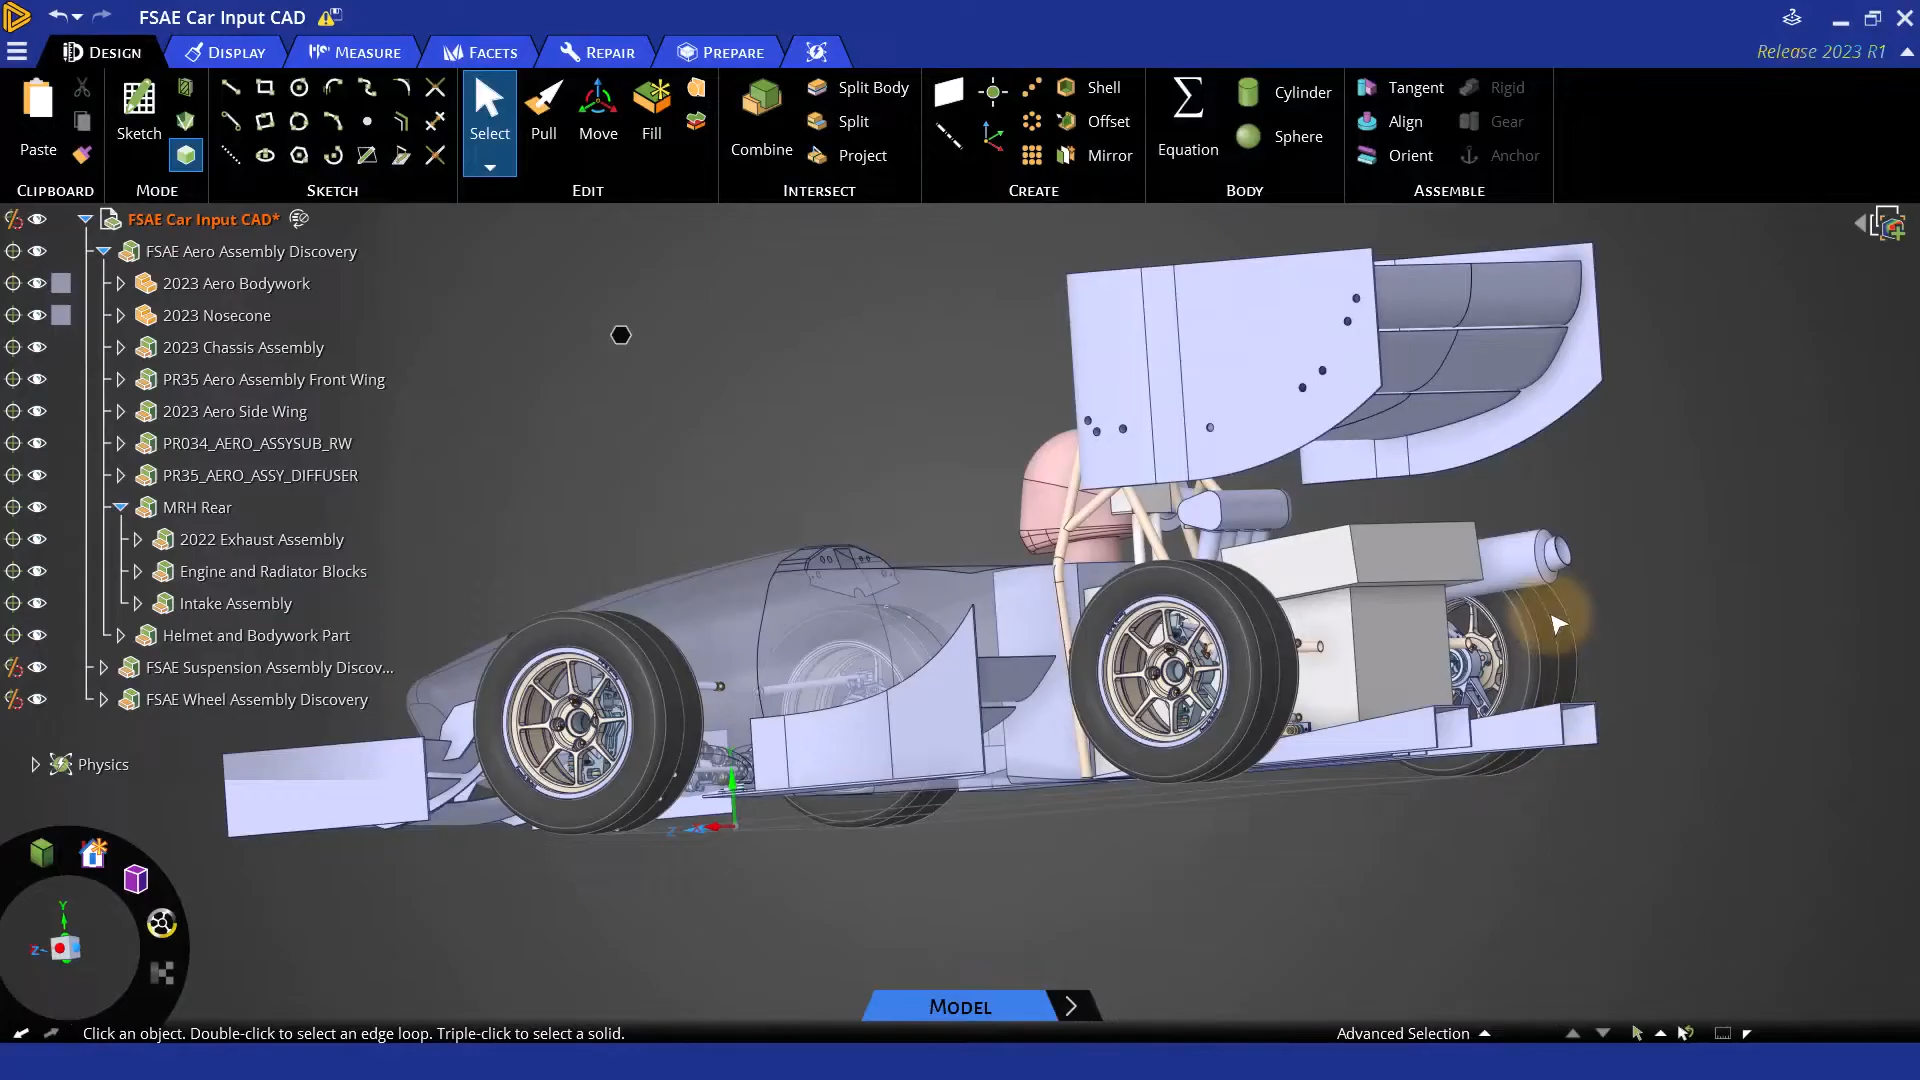 FSAE Car Input CAD
Design
Display
Measure
Facets
Repair
Prepare
Release 2023 R1
Paste
Sketch
Select
Pull
Move
Fill
Combine
Split Body
Split
Project
Shell
Offset
Mirror
Equation
Cylinder
Sphere
Tangent
Align
Orient
Rigid
Gear
Anchor
Clipboard
Mode
Sketch
Edit
Intersect
Create
Body
Assemble
FSAE Car Input CAD*
FSAE Aero Assembly Discovery
2023 Aero Bodywork
2023 Nosecone
2023 Chassis Assembly
PR35 Aero Assembly Front Wing
2023 Aero Side Wing
PR034_AERO_ASSYSUB_RW
PR35_AERO_ASSY_DIFFUSER
MRH Rear
2022 Exhaust Assembly
Engine and Radiator Blocks
Intake Assembly
Helmet and Bodywork Part
FSAE Suspension Assembly Discov...
FSAE Wheel Assembly Discovery
Physics
Y
Z
Y
Z
Model
Click an object. Double-click to select an edge loop. Triple-click to select a solid.
Advanced Selection